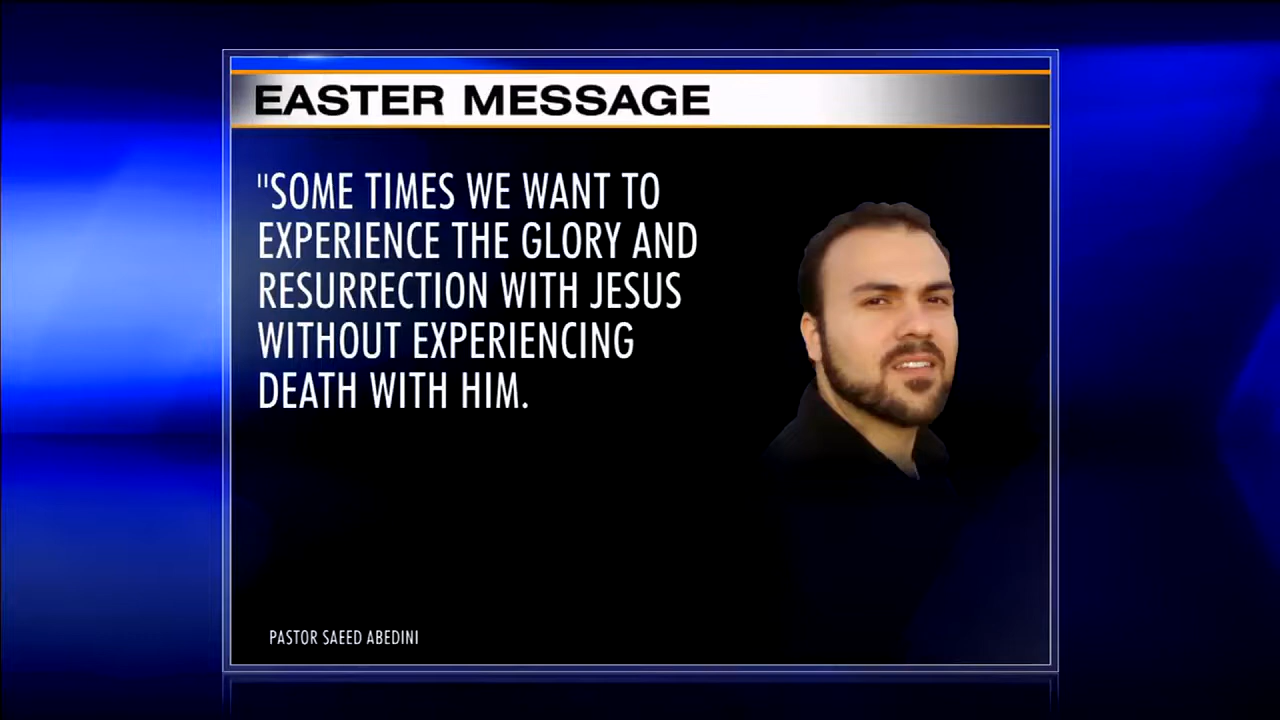 EASTER MESSAGE
"SOME TIMES WE WANT TO
EXPERIENCE THE GLORY AND
RESURRECTION WITH JESUS
WITHOUT EXPERIENCING
DEATH WITH HIM.
PASTOR SAEED ABEDINI